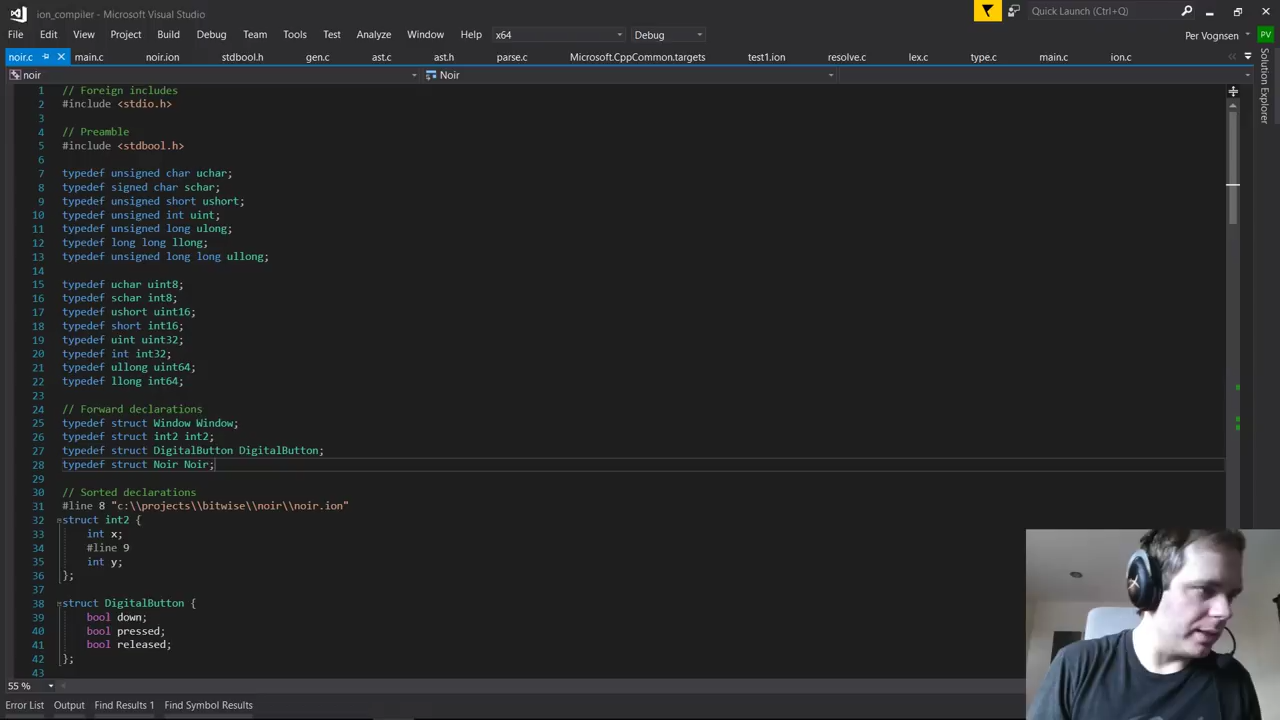 ion_compiler - Microsoft Visual Studio
Quick Launch (Ctrl+Q)
File Edit View Project Build Debug Team Tools Test Analyze Window Help x64 Debug
Per Vognsen PV
noir.c main.c noir.ion stdbool.h gen.c ast.c ast.h parse.c Microsoft.CppCommon.targets test1.ion resolve.c lex.c type.c main.c ion.c
noir Noir
Solution Explorer
1 // Foreign includes
2 #include <stdio.h>
3
4 // Preamble
5 #include <stdbool.h>
6
7 typedef unsigned char uchar;
8 typedef signed char schar;
9 typedef unsigned short ushort;
10 typedef unsigned int uint;
11 typedef unsigned long ulong;
12 typedef long long llong;
13 typedef unsigned long long ullong;
14
15 typedef uchar uint8;
16 typedef schar int8;
17 typedef ushort uint16;
18 typedef short int16;
19 typedef uint uint32;
20 typedef int int32;
21 typedef ullong uint64;
22 typedef llong int64;
23
24 // Forward declarations
25 typedef struct Window Window;
26 typedef struct int2 int2;
27 typedef struct DigitalButton DigitalButton;
28 typedef struct Noir Noir;
29
30 // Sorted declarations
31 #line 8 "c:\\projects\\bitwise\\noir\\noir.ion"
32 struct int2 {
33 int x;
34 #line 9
35 int y;
36 };
37
38 struct DigitalButton {
39 bool down;
40 bool pressed;
41 bool released;
42 };
43
55 %
Error List Output Find Results 1 Find Symbol Results